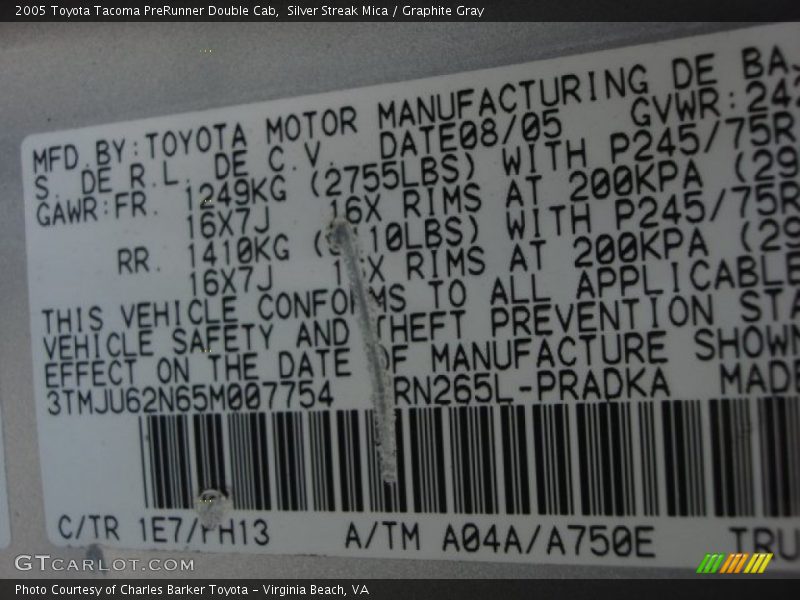 2005 Toyota Tacoma PreRunner Double Cab, Silver Streak Mica / Graphite Gray
MFD.BY:TOYOTA MOTOR MANUFACTURING DE BA
S. DE R.L. DE C.V. DATE08/05 GVWR:242
GAWR:FR. 1249KG (2755LBS) WITH P245/75R
16X7J 16X RIMS AT 200KPA (29
RR. 1410KG ( 10LBS) WITH P245/75R
16X7J X RIMS AT 200KPA (29
THIS VEHICLE CONFO MS TO ALL APPLICABLE
VEHICLE SAFETY AND THEFT PREVENTION STA
EFFECT ON THE DATE OF MANUFACTURE SHOWN
3TMJU62N65M007754 RN265L-PRADKA MADE
C/TR 1E7/FH13 A/TM A04A/A750E TRU
GTCARLOT.COM
Photo Courtesy of Charles Barker Toyota - Virginia Beach, VA